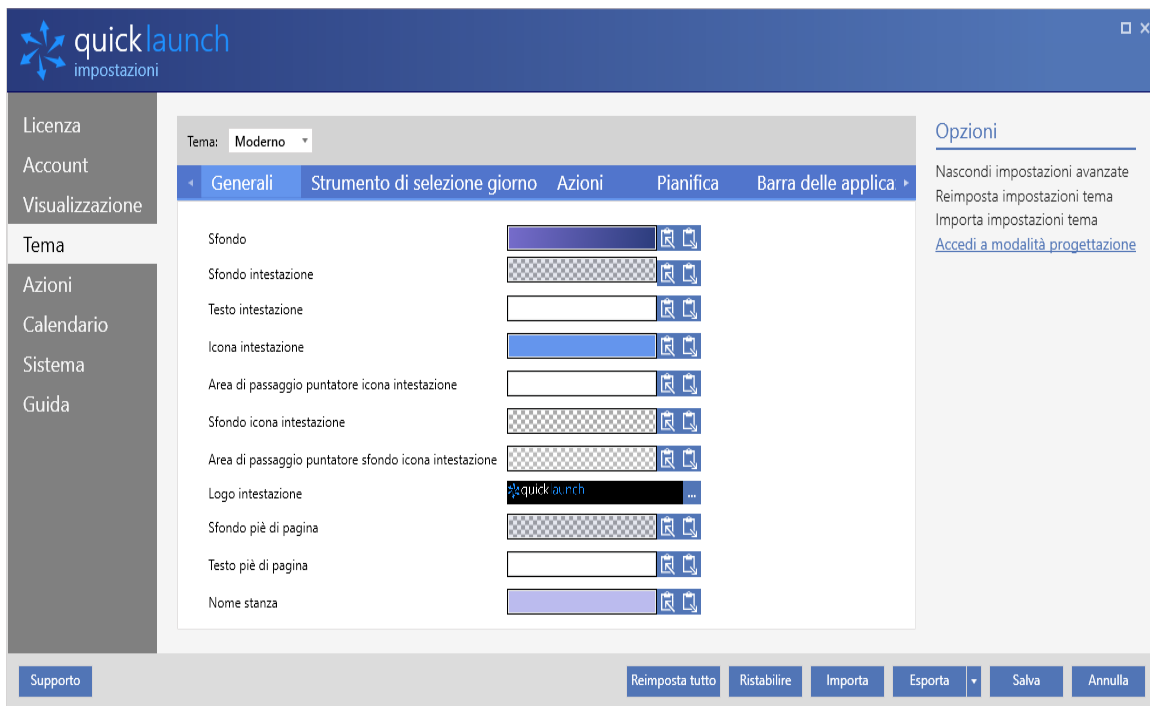 quicklaunch
impostazioni
Licenza
Account
Visualizzazione
Tema
Azioni
Calendario
Sistema
Guida
Tema: Moderno
Generali Strumento di selezione giorno Azioni Pianifica Barra delle applica
Sfondo
Sfondo intestazione
Testo intestazione
Icona intestazione
Area di passaggio puntatore icona intestazione
Sfondo icona intestazione
Area di passaggio puntatore sfondo icona intestazione
Logo intestazione quicklaunch ...
Sfondo piè di pagina
Testo piè di pagina
Nome stanza
Opzioni
Nascondi impostazioni avanzate
Reimposta impostazioni tema
Importa impostazioni tema
Accedi a modalità progettazione
Supporto Reimposta tutto Ristabilire Importa Esporta Salva Annulla